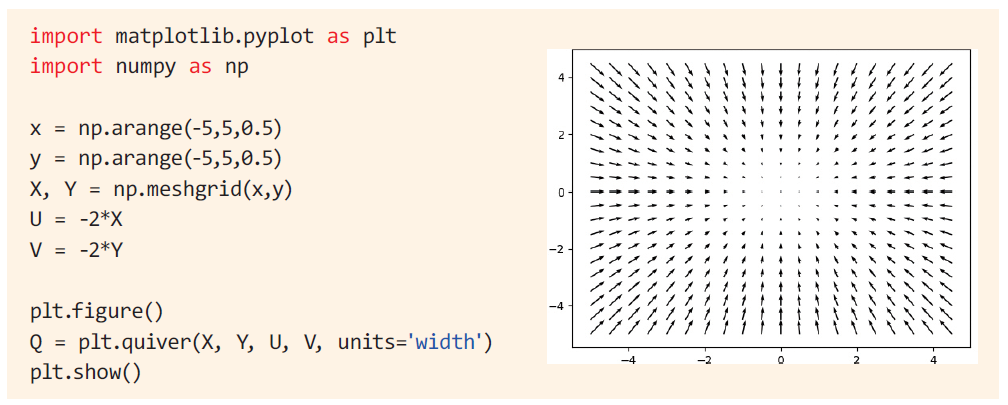 import matplotlib.pyplot as plt
import numpy as np
x = np.arange(-5,5,0.5)
y = np.arange(-5,5,0.5)
X, Y = np.meshgrid(x,y)
U = -2*X
V = -2*Y
plt.figure()
Q = plt.quiver(X, Y, U, V, units='width')
plt.show()
4
2
0
−2
−4
−4 −2 0 2 4